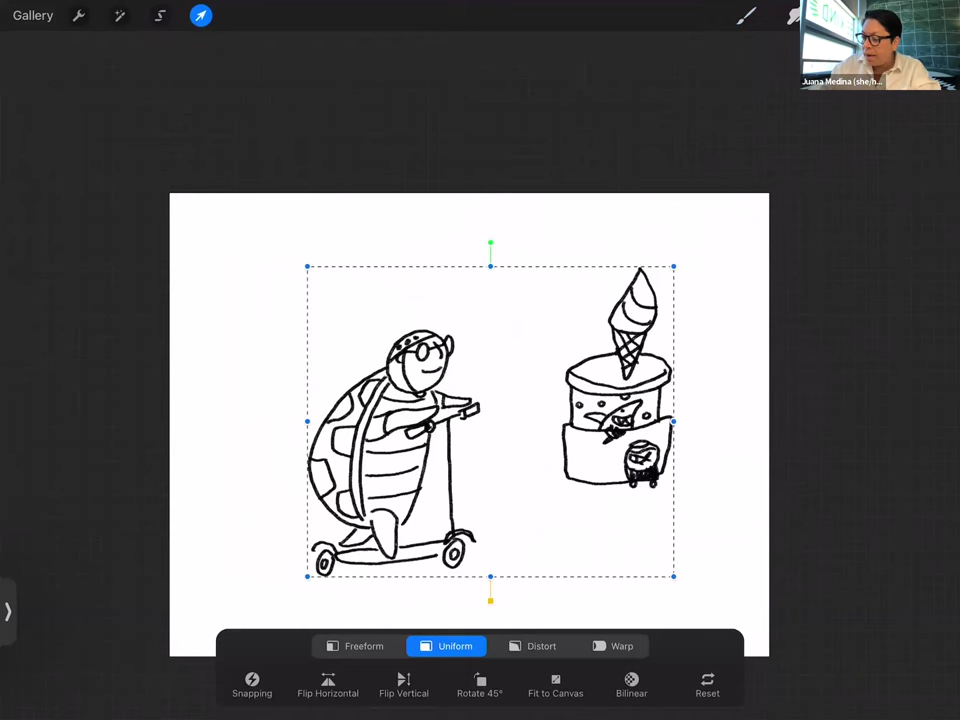 Gallery
KIND
Juana Medina (she/h...
Freeform
Uniform
Distort
Warp
Snapping
Flip Horizontal
Flip Vertical
Rotate 45°
Fit to Canvas
Bilinear
Reset